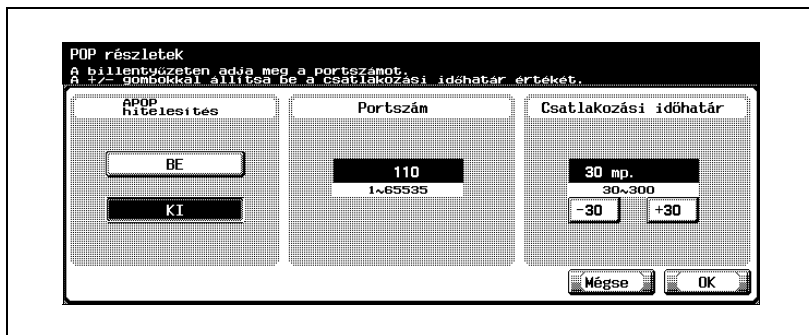 POP részletek
A billentyűzeten adja meg a portszámot.
A +/- gombokkal állítsa be a csatlakozási időhatár értékét.
APOP
hitelesítés
BE
KI
Portszám
110
1~65535
Csatlakozási időhatár
30 mp.
30~300
-30 +30
Mégse OK